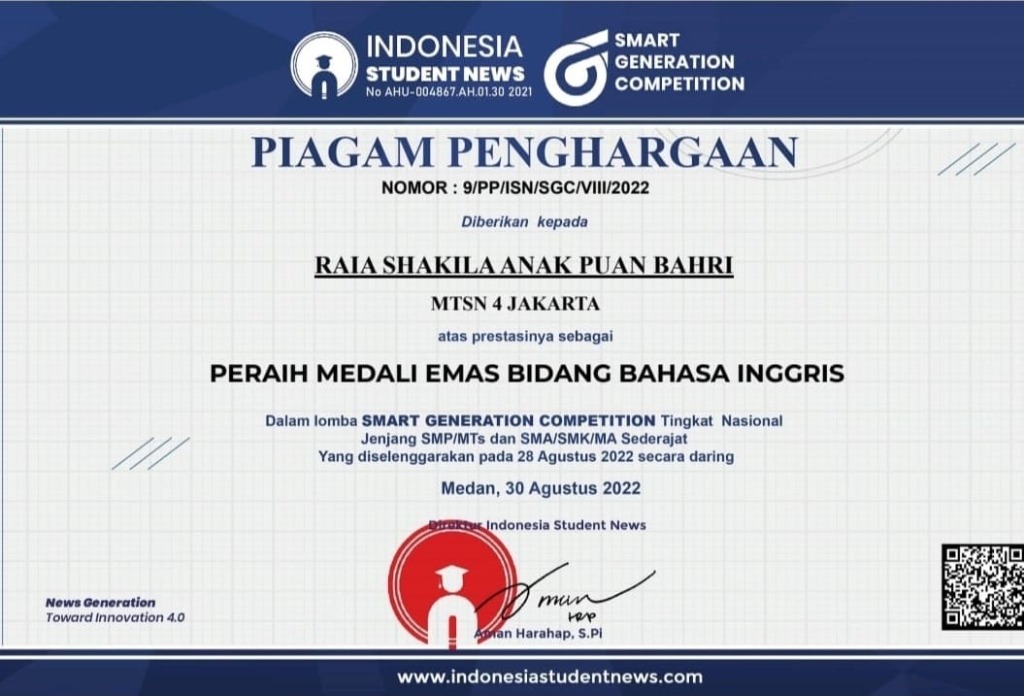 INDONESIA
STUDENT NEWS
No AHU-004867.AH.01.30 2021
SMART
GENERATION
COMPETITION
PIAGAM PENGHARGAAN
NOMOR : 9/PP/ISN/SGC/VIII/2022
Diberikan kepada
RAIA SHAKILA ANAK PUAN BAHRI
MTSN 4 JAKARTA
atas prestasinya sebagai
PERAIH MEDALI EMAS BIDANG BAHASA INGGRIS
Dalam lomba SMART GENERATION COMPETITION Tingkat Nasional
Jenjang SMP/MTs dan SMA/SMK/MA Sederajat
Yang diselenggarakan pada 28 Agustus 2022 secara daring
Medan, 30 Agustus 2022
Direktur Indonesia Student News
Aman Harahap, S.Pi
News Generation
Toward Innovation 4.0
www.indonesiastudentnews.com